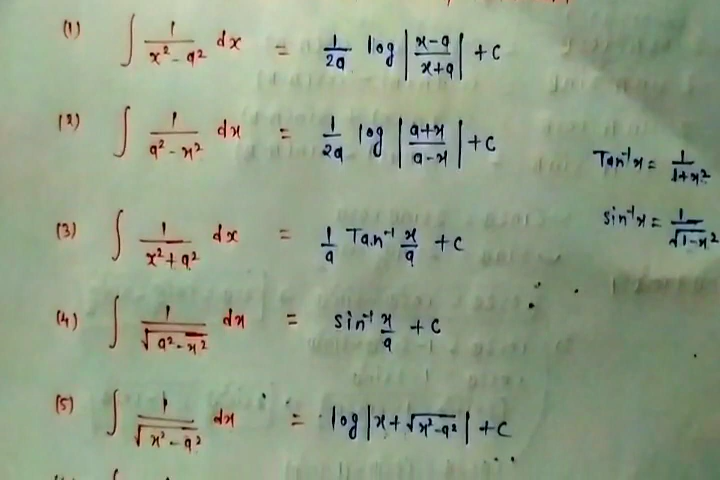 (1) ∫ 1/(x² - a²) dx = 1/2a log |(x-a)/(x+a)| + C
(2) ∫ 1/(a² - x²) dx = 1/2a log |(a+x)/(a-x)| + C
Tan⁻¹x = 1/(1+x²)
Sin⁻¹x = 1/√(1-x²)
(3) ∫ 1/(x² + a²) dx = 1/a Tan⁻¹ x/a + C
(4) ∫ 1/√(a² - x²) dx = Sin⁻¹ x/a + C
(5) ∫ 1/√(x² - a²) dx = log |x + √(x² - a²)| + C